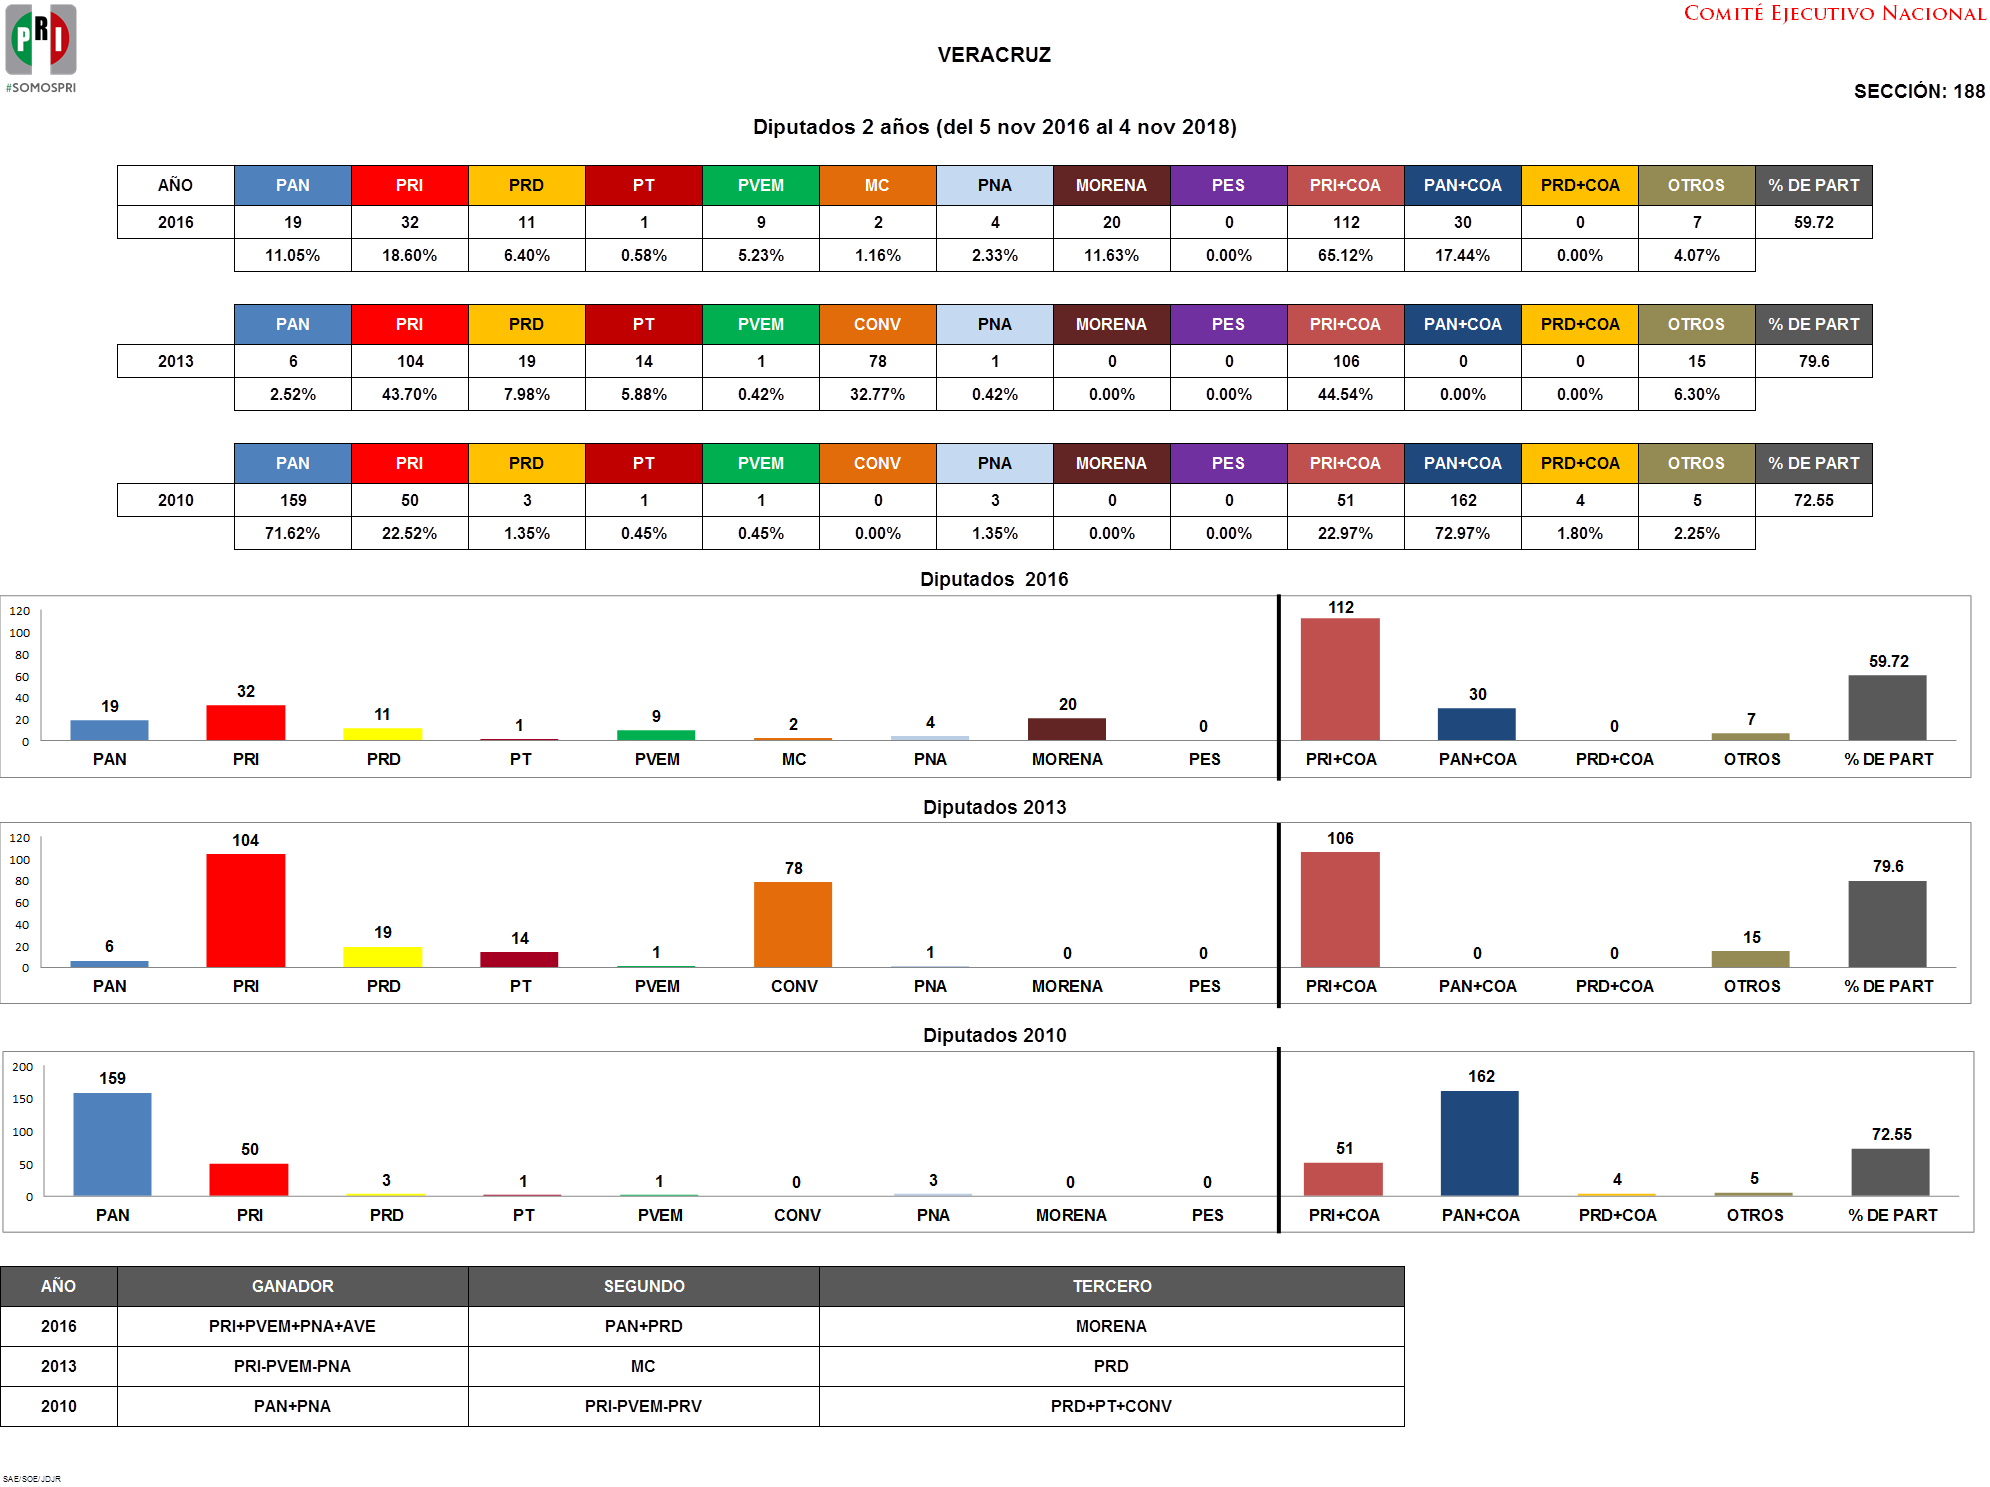 COMITÉ EJECUTIVO NACIONAL
PRI
#SOMOSPRI
VERACRUZ
SECCIÓN: 188
Diputados 2 años (del 5 nov 2016 al 4 nov 2018)
AÑO PAN PRI PRD PT PVEM MC PNA MORENA PES PRI+COA PAN+COA PRD+COA OTROS % DE PART
2016 19 32 11 1 9 2 4 20 0 112 30 0 7 59.72
11.05% 18.60% 6.40% 0.58% 5.23% 1.16% 2.33% 11.63% 0.00% 65.12% 17.44% 0.00% 4.07%
PAN PRI PRD PT PVEM CONV PNA MORENA PES PRI+COA PAN+COA PRD+COA OTROS % DE PART
2013 6 104 19 14 1 78 1 0 0 106 0 0 15 79.6
2.52% 43.70% 7.98% 5.88% 0.42% 32.77% 0.42% 0.00% 0.00% 44.54% 0.00% 0.00% 6.30%
PAN PRI PRD PT PVEM CONV PNA MORENA PES PRI+COA PAN+COA PRD+COA OTROS % DE PART
2010 159 50 3 1 1 0 3 0 0 51 162 4 5 72.55
71.62% 22.52% 1.35% 0.45% 0.45% 0.00% 1.35% 0.00% 0.00% 22.97% 72.97% 1.80% 2.25%
Diputados 2016
120
100
80
60
40
20
0
19 32 11 1 9 2 4 20 0 112 30 0 7 59.72
PAN PRI PRD PT PVEM MC PNA MORENA PES PRI+COA PAN+COA PRD+COA OTROS % DE PART
Diputados 2013
120
100
80
60
40
20
0
6 104 19 14 1 78 1 0 0 106 0 0 15 79.6
PAN PRI PRD PT PVEM CONV PNA MORENA PES PRI+COA PAN+COA PRD+COA OTROS % DE PART
Diputados 2010
200
150
100
50
0
159 50 3 1 1 0 3 0 0 51 162 4 5 72.55
PAN PRI PRD PT PVEM CONV PNA MORENA PES PRI+COA PAN+COA PRD+COA OTROS % DE PART
AÑO GANADOR SEGUNDO TERCERO
2016 PRI+PVEM+PNA+AVE PAN+PRD MORENA
2013 PRI-PVEM-PNA MC PRD
2010 PAN+PNA PRI-PVEM-PRV PRD+PT+CONV
SAE/SOE/JDJR